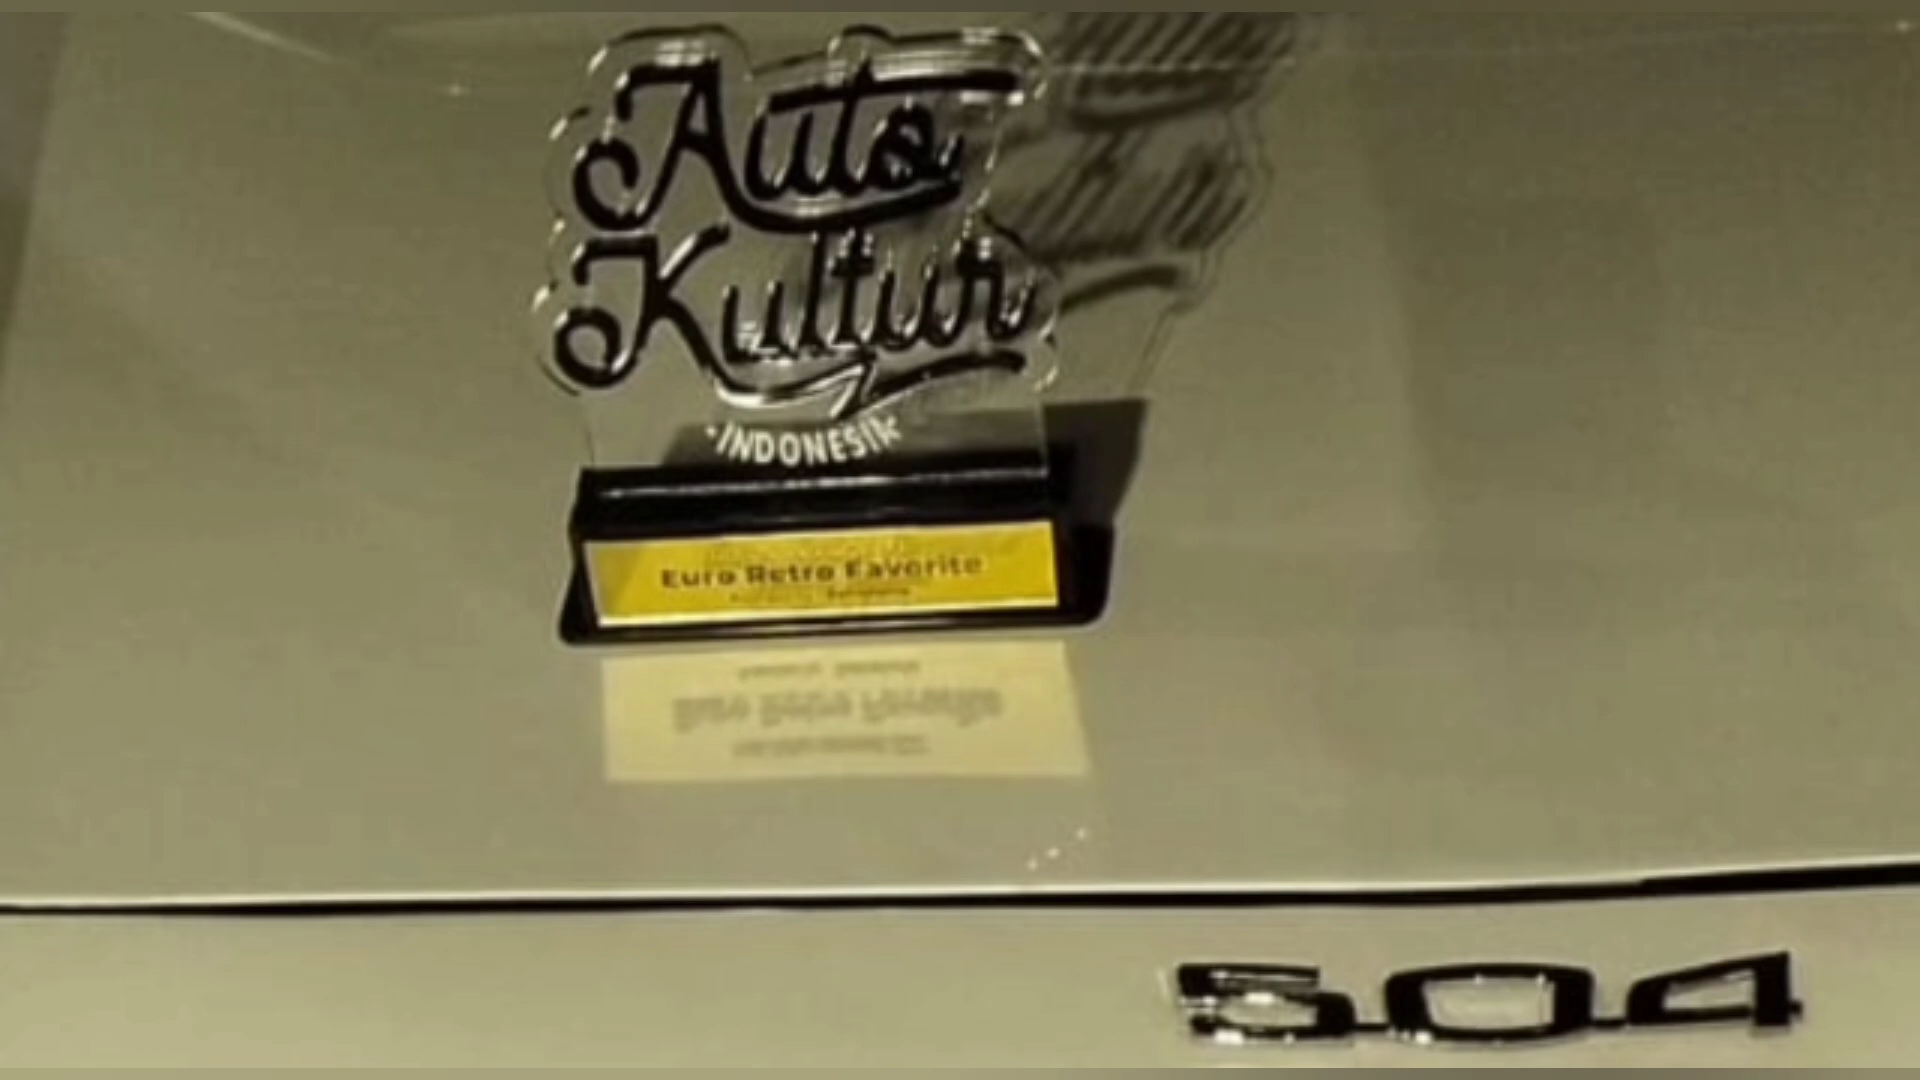 Auto
Kultur
-INDONESIA-
Euro Retro Favorite
504